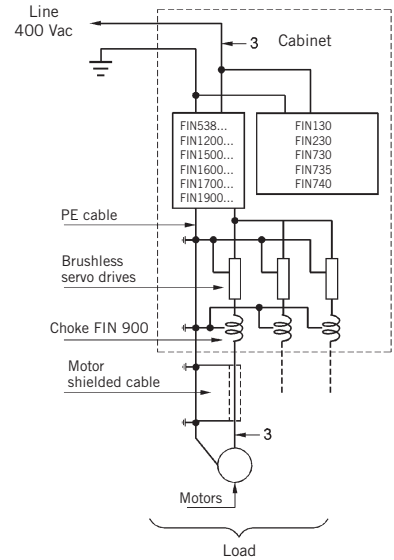 Line
400 Vac
3
Cabinet
FIN538...
FIN1200...
FIN1500...
FIN1600...
FIN1700...
FIN1900...
FIN130
FIN230
FIN730
FIN735
FIN740
PE cable
Brushless
servo drives
Choke FIN 900
Motor
shielded cable
3
Motors
Load